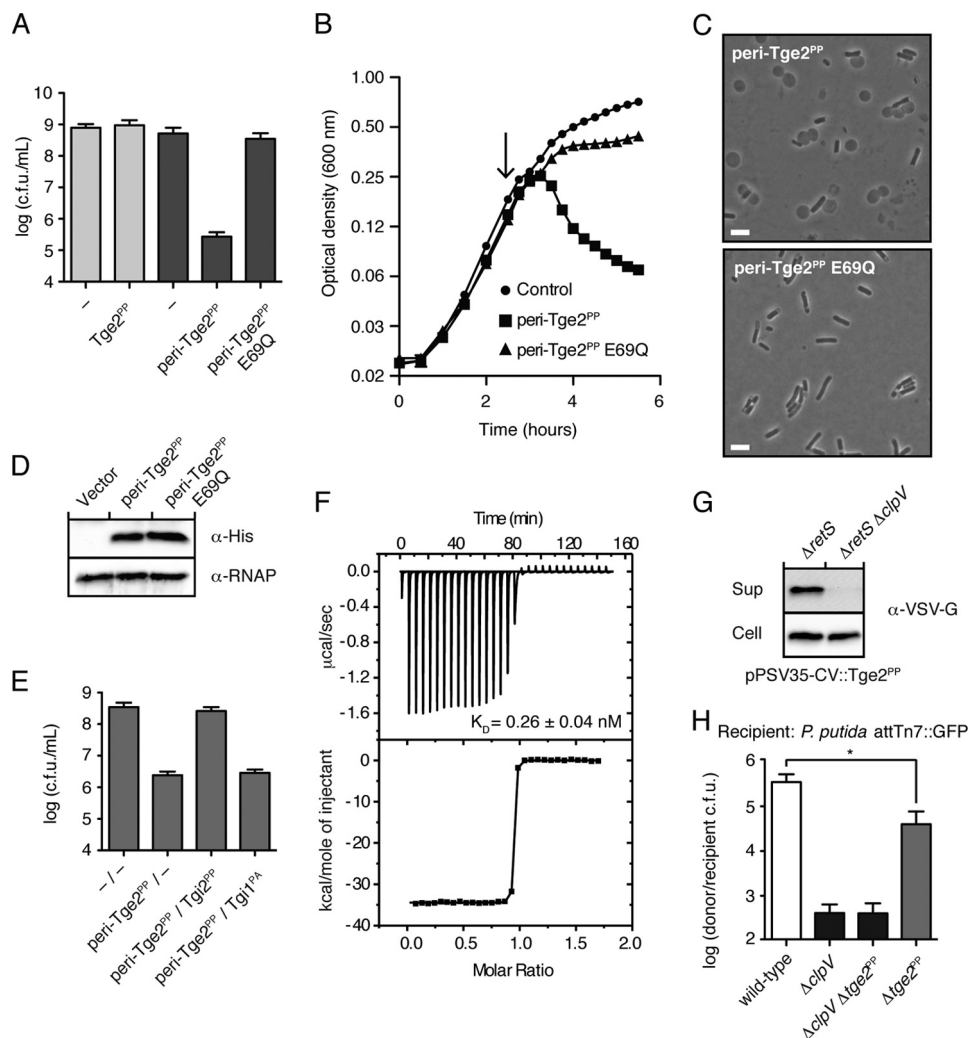 A
log (c.f.u./mL)
10
9
8
7
6
5
4
–
Tge2PP
–
peri-Tge2PP
peri-Tge2PP E69Q
B
Optical density (600 nm)
1.00
0.50
0.25
0.12
0.06
0.03
0.02
Control
peri-Tge2PP
peri-Tge2PP E69Q
0 2 4 6
Time (hours)
C
peri-Tge2PP
peri-Tge2PP E69Q
D
Vector
peri-Tge2PP
peri-Tge2PP E69Q
α-His
α-RNAP
E
log (c.f.u./mL)
9
8
7
6
5
4
– / –
peri-Tge2PP / –
peri-Tge2PP / Tgi2PP
peri-Tge2PP / Tgi1PA
F
Time (min)
0 20 40 60 80 100 120 140 160
μcal/sec
0.0
-0.4
-0.8
-1.2
-1.6
KD = 0.26 ± 0.04 nM
kcal/mole of injectant
0
-10
-20
-30
-40
0.0 0.5 1.0 1.5 2.0
Molar Ratio
G
ΔretS
ΔretS ΔclpV
Sup
Cell
α-VSV-G
pPSV35-CV::Tge2PP
H
Recipient: P. putida attTn7::GFP
*
log (donor/recipient c.f.u.)
6
5
4
3
2
wild-type
ΔclpV
ΔclpV Δtge2PP
Δtge2PP